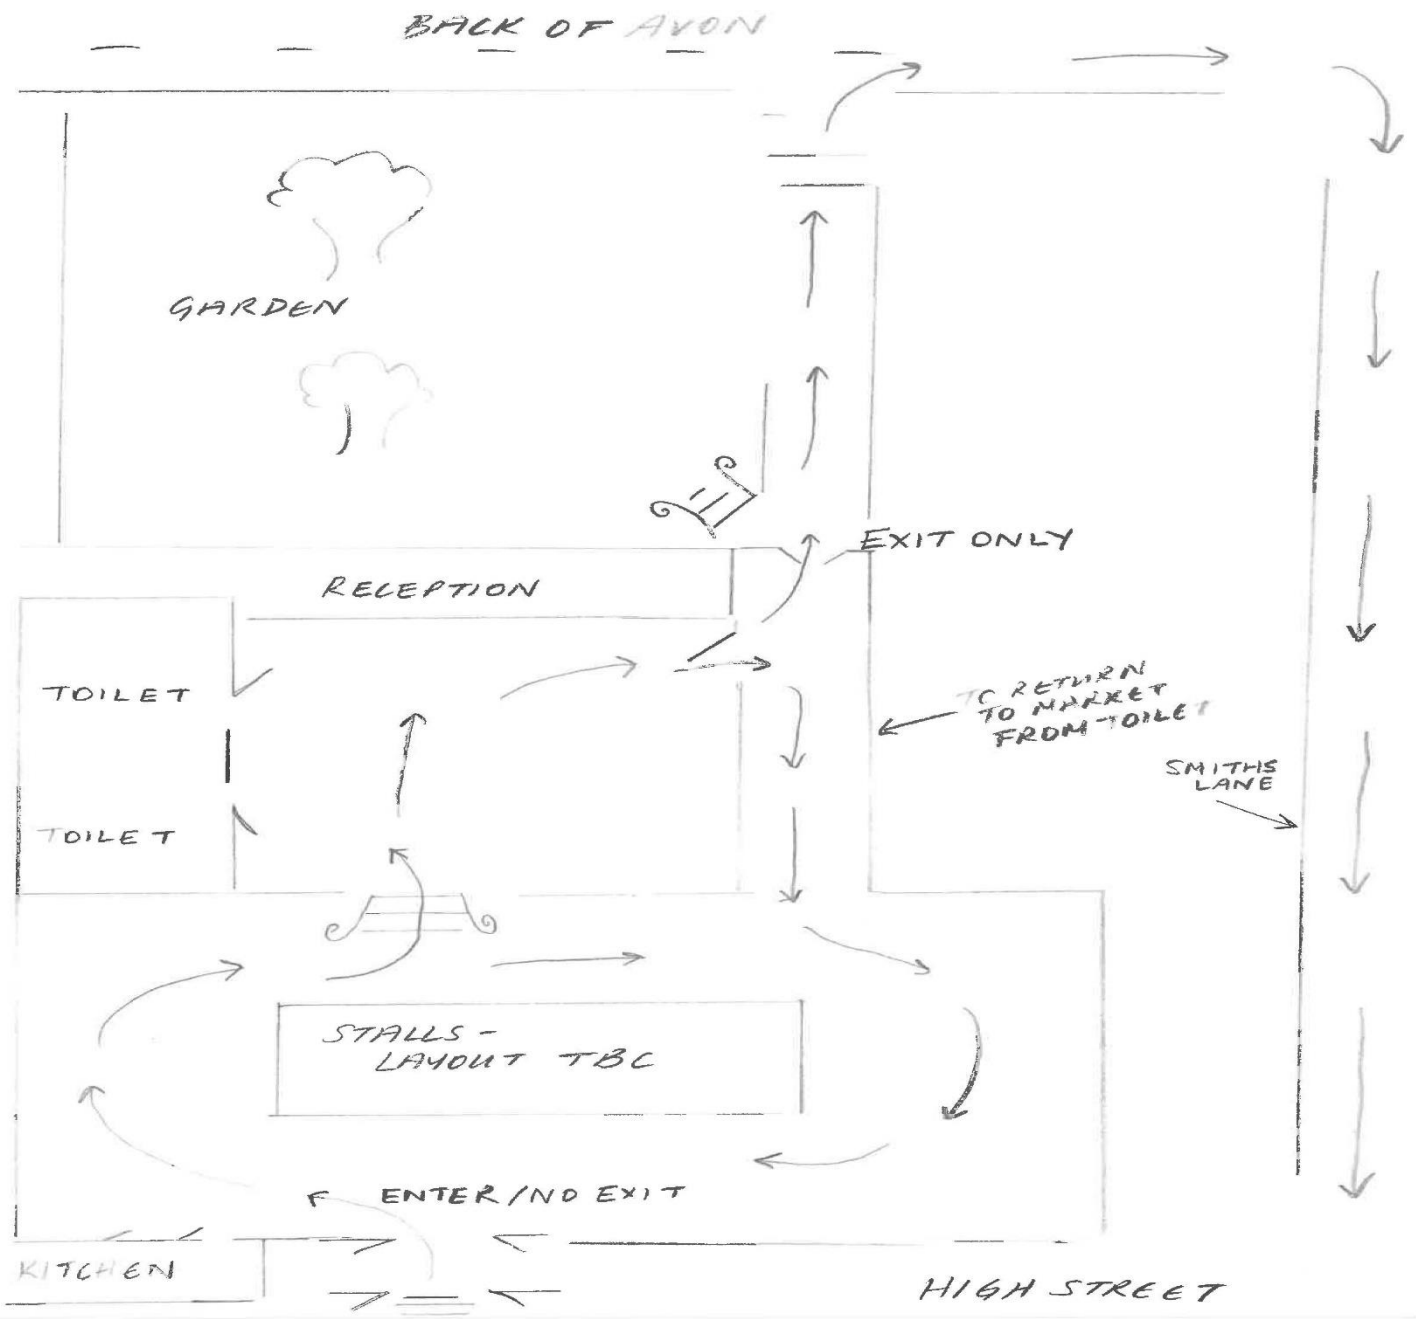 BACK OF AVON
GARDEN
EXIT ONLY
RECEPTION
TOILET
TO RETURN
TO MARKET
FROM TOILET
SMITHS
LANE
TOILET
STALLS -
LAYOUT TBC
ENTER/NO EXIT
KITCHEN
HIGH STREET